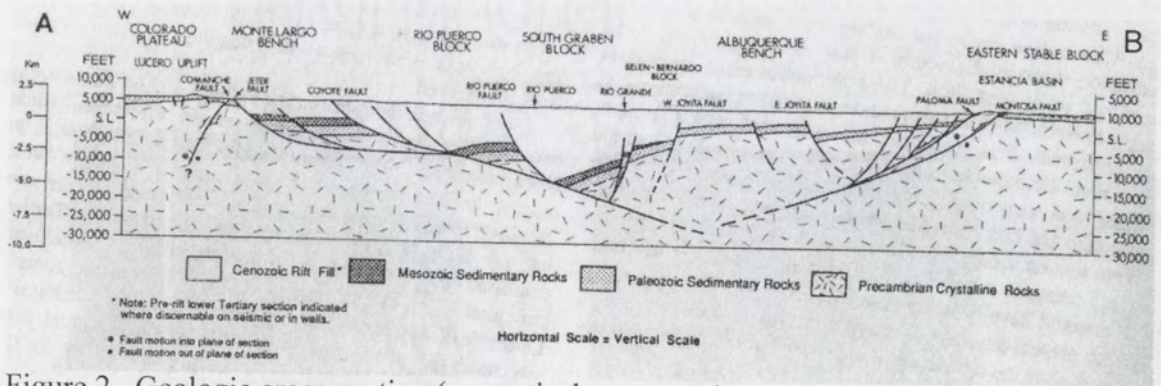 A
W
E
B
COLORADO PLATEAU
MONTE LARGO BENCH
RIO PUERCO BLOCK
SOUTH GRABEN BLOCK
ALBUQUERQUE BENCH
EASTERN STABLE BLOCK
Km
FEET
LUCERO UPLIFT
COMANCHE FAULT
JETER FAULT
COYOTE FAULT
RIO PUERCO FAULT
RIO PUERCO
BELEN-BERNARDO BLOCK
RIO GRANDE
W. JOYITA FAULT
E. JOYITA FAULT
PALOMA FAULT
ESTANCIA BASIN
MONTOSA FAULT
FEET
2.5
0
-2.5
-5.0
-7.5
-10.0
10,000
5,000
S L
-5,000
-10,000
-15,000
-20,000
-25,000
-30,000
?
5,000
10,000
S.L
-5,000
-10,000
-15,000
-20,000
-25,000
-30,000
Cenozoic Rift Fill*
Mesozoic Sedimentary Rocks
Paleozoic Sedimentary Rocks
Precambrian Crystalline Rocks
* Note: Pre-rift lower Tertiary section indicated
where discernable on seismic or in wells.
Fault motion into plane of section
Fault motion out of plane of section
Horizontal Scale = Vertical Scale
Figure 2. Geologic cross-section